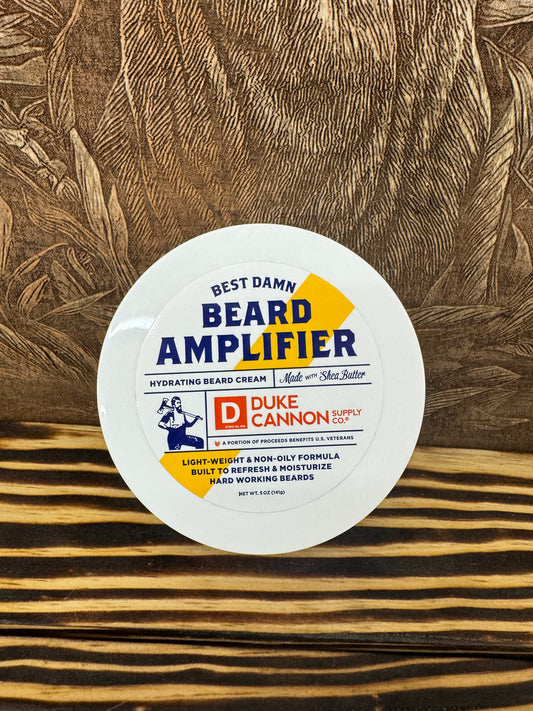 BEST DAMN
BEARD
AMPLIFIER
HYDRATING BEARD CREAM
Made WITH Shea Butter
D
DUKE
CANNON SUPPLY CO.®
A PORTION OF PROCEEDS BENEFITS U.S. VETERANS
LIGHT-WEIGHT & NON-OILY FORMULA
BUILT TO REFRESH & MOISTURIZE
HARD WORKING BEARDS
NET WT. 5 OZ (141g)